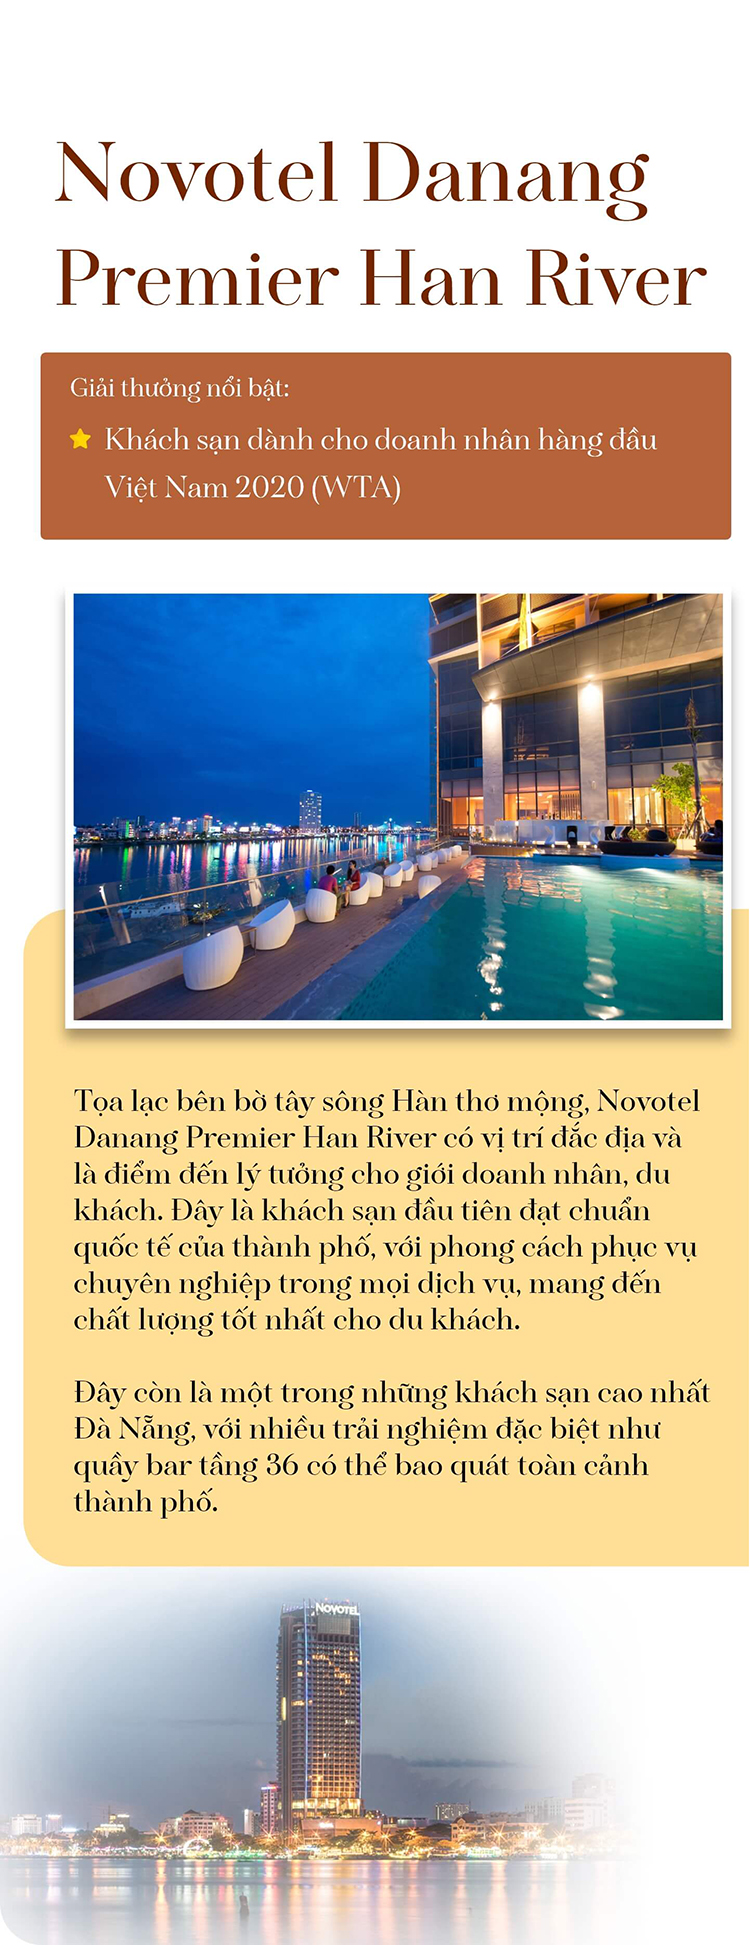 Novotel Danang
Premier Han River
Giải thưởng nổi bật:
Khách sạn dành cho doanh nhân hàng đầu
Việt Nam 2020 (WTA)
Tọa lạc bên bờ tây sông Hàn thơ mộng, Novotel
Danang Premier Han River có vị trí đắc địa và
là điểm đến lý tưởng cho giới doanh nhân, du
khách. Đây là khách sạn đầu tiên đạt chuẩn
quốc tế của thành phố, với phong cách phục vụ
chuyên nghiệp trong mọi dịch vụ, mang đến
chất lượng tốt nhất cho du khách.
Đây còn là một trong những khách sạn cao nhất
Đà Nẵng, với nhiều trải nghiệm đặc biệt như
quầy bar tầng 36 có thể bao quát toàn cảnh
thành phố.
NOVOTEL